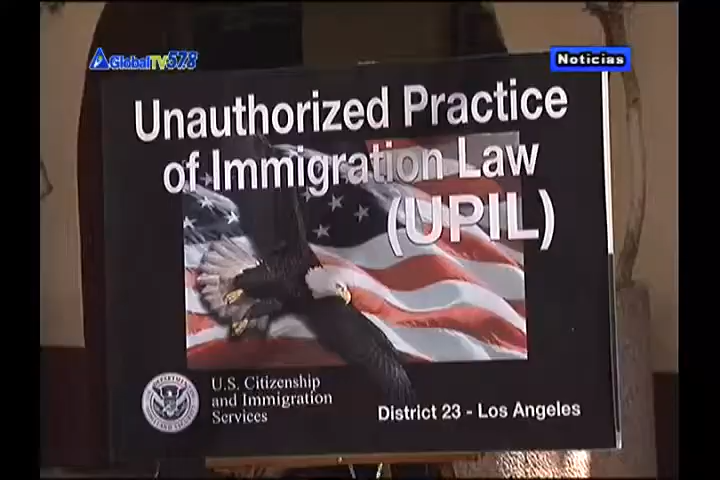 GlobalTV578
Noticias
Unauthorized Practice
of Immigration Law
(UPIL)
U.S. Citizenship
and Immigration
Services
District 23 - Los Angeles